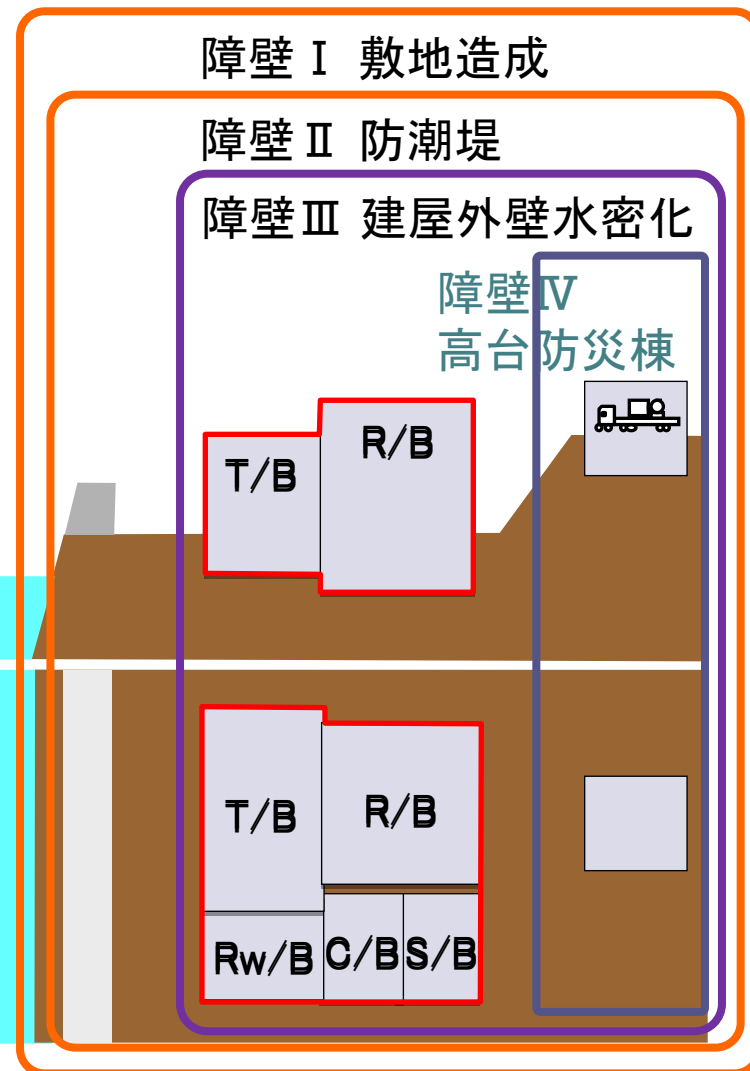 障壁Ⅰ 敷地造成
障壁Ⅱ 防潮堤
障壁Ⅲ 建屋外壁水密化
障壁Ⅳ
高台防災棟
T/B
R/B
T/B
R/B
Rw/B
C/B
S/B